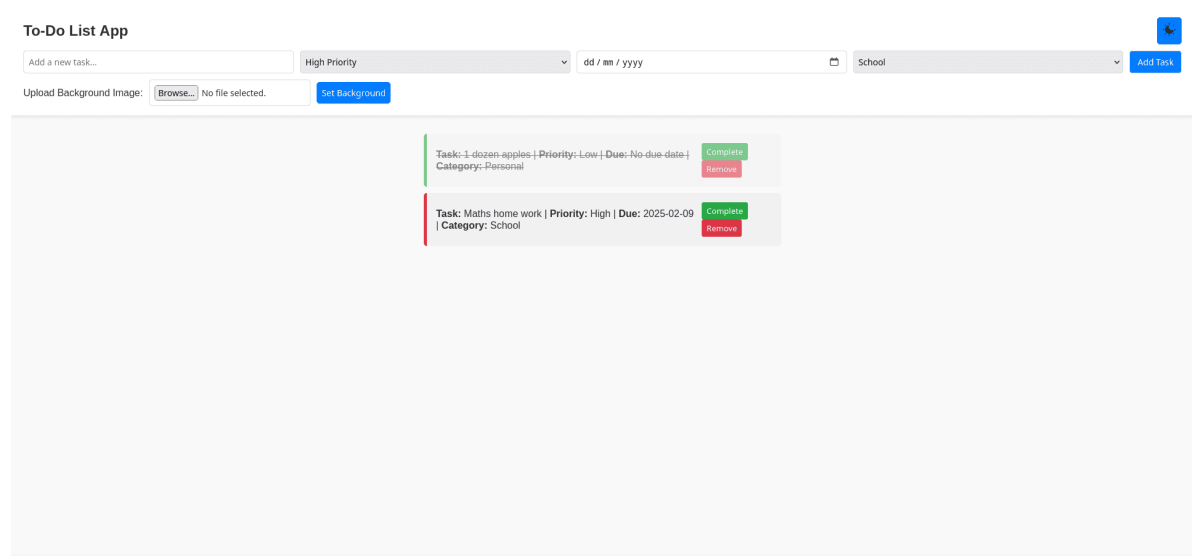 To-Do List App
Add a new task... High Priority dd / mm / yyyy School Add Task
Upload Background Image: Browse... No file selected. Set Background
Task: 1 dozen apples | Priority: Low | Due: No due date |
Category: Personal
Complete
Remove
Task: Maths home work | Priority: High | Due: 2025-02-09
| Category: School
Complete
Remove